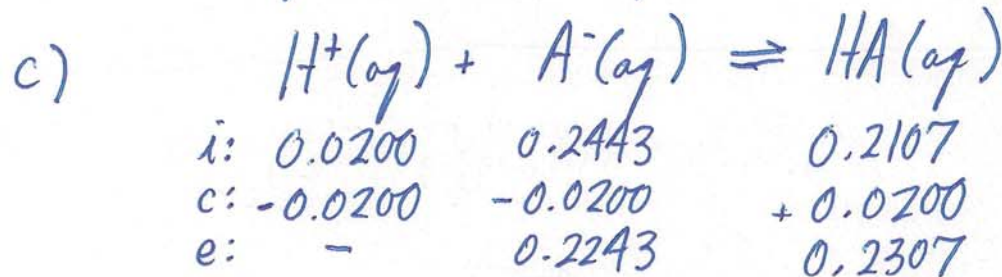 c) H⁺(aq) + A⁻(aq) ⇌ HA(aq)
i: 0.0200 0.2443 0.2107
c: -0.0200 -0.0200 +0.0200
e: - 0.2243 0.2307